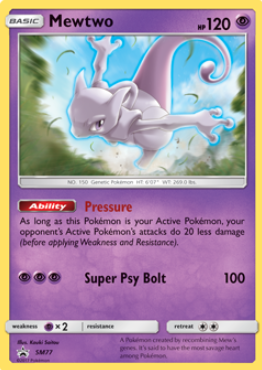 BASIC Mewtwo HP120
NO. 150 Genetic Pokémon HT: 6'07" WT: 269.0 lbs.
Ability Pressure
As long as this Pokémon is your Active Pokémon, your
opponent's Active Pokémon's attacks do 20 less damage
(before applying Weakness and Resistance).
Super Psy Bolt 100
weakness ×2 resistance retreat
Illus. Kouki Saitou
SM77
©2017 Pokémon
A Pokémon created by recombining Mew's
genes. It's said to have the most savage heart
among Pokémon.